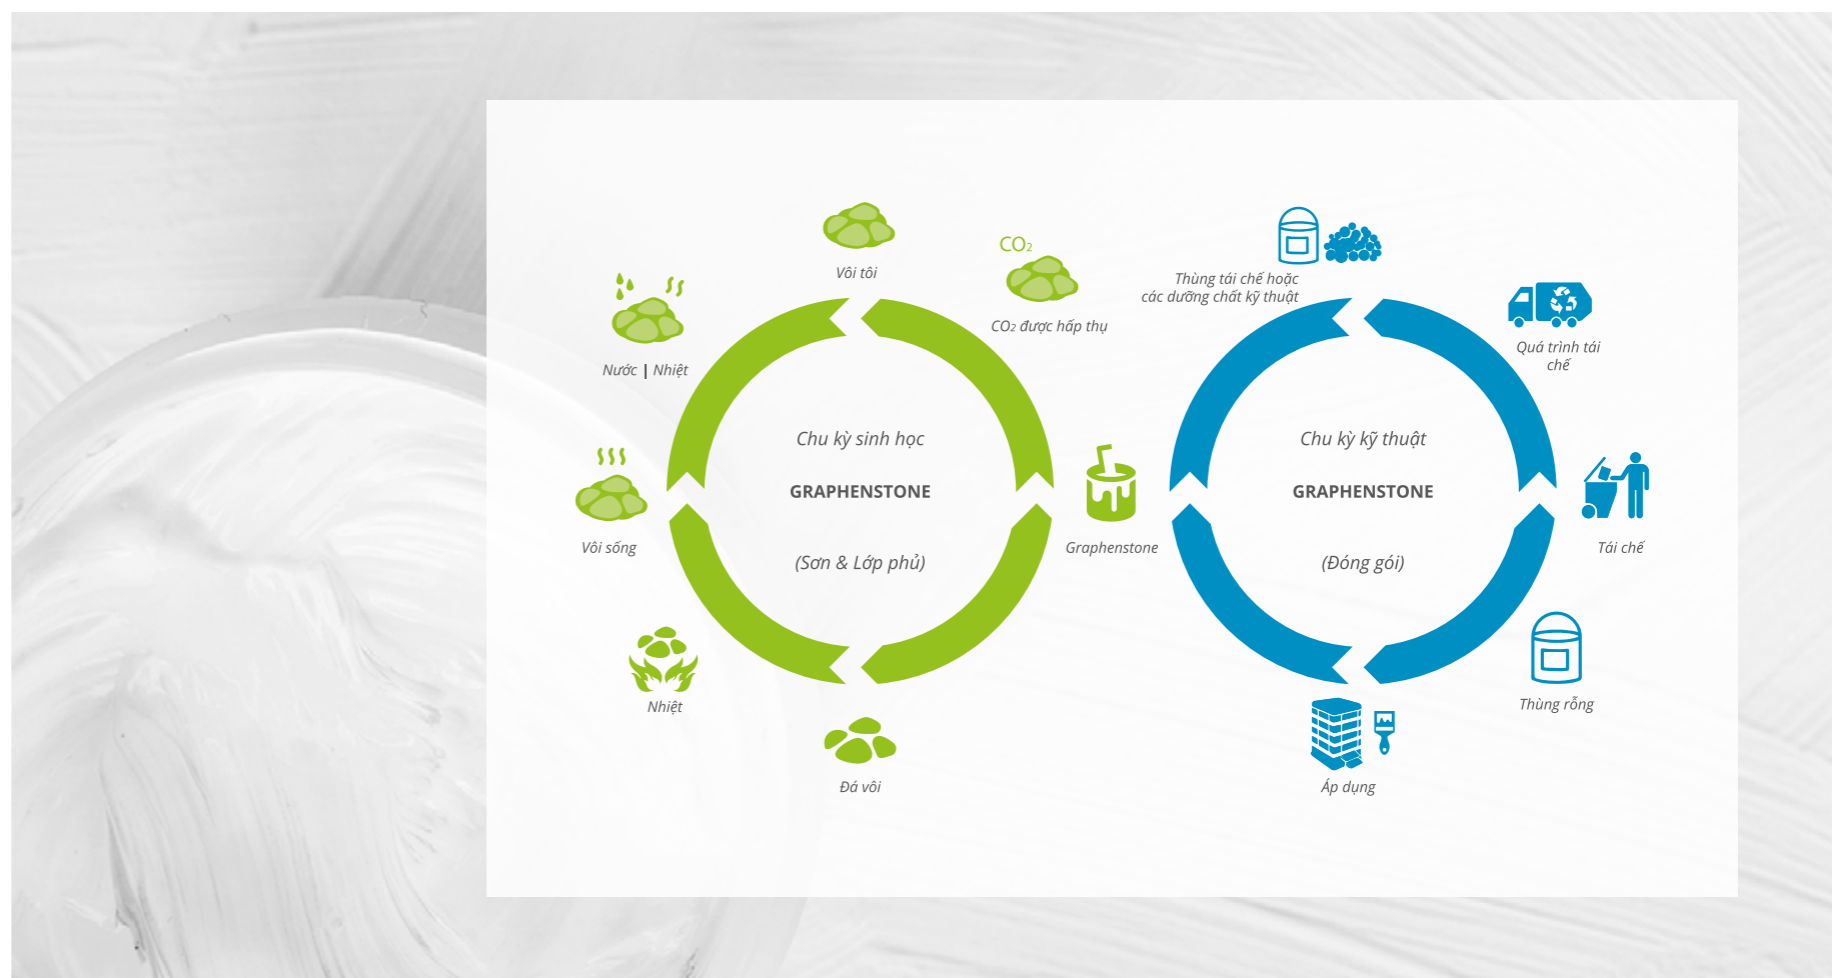 Vôi tôi
CO₂
CO₂ được hấp thụ
Nước | Nhiệt
Vôi sống
Nhiệt
Đá vôi
Graphenstone
Chu kỳ sinh học
GRAPHENSTONE
(Sơn & Lớp phủ)
Thùng tái chế hoặc
các dưỡng chất kỹ thuật
Quá trình tái
chế
Tái chế
Thùng rỗng
Áp dụng
Chu kỳ kỹ thuật
GRAPHENSTONE
(Đóng gói)